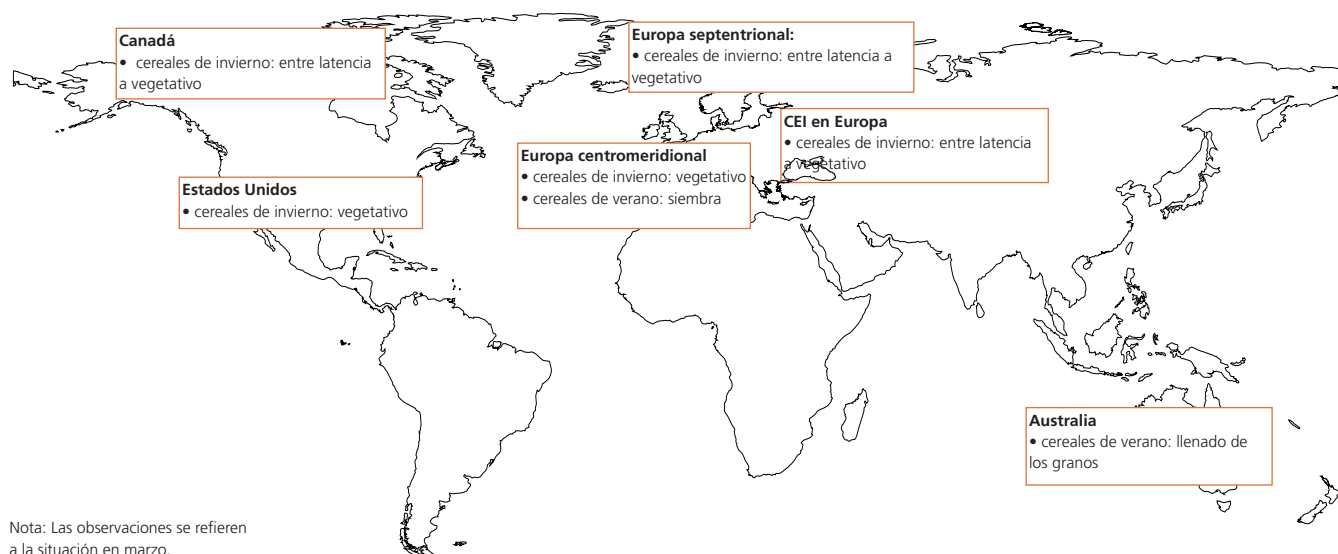 Canadá
• cereales de invierno: entre latencia
a vegetativo
Europa septentrional:
• cereales de invierno: entre latencia a
vegetativo
CEI en Europa
• cereales de invierno: entre latencia
a vegetativo
Europa centromeridional
• cereales de invierno: vegetativo
• cereales de verano: siembra
Estados Unidos
• cereales de invierno: vegetativo
Australia
• cereales de verano: llenado de
los granos
Nota: Las observaciones se refieren
a la situación en marzo.